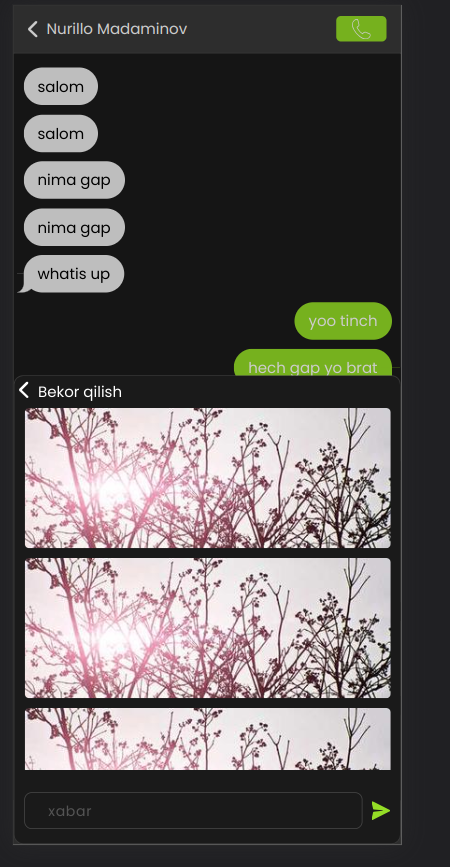 Nurillo Madaminov
salom
salom
nima gap
nima gap
whatis up
yoo tinch
hech gap yo brat
Bekor qilish
xabar